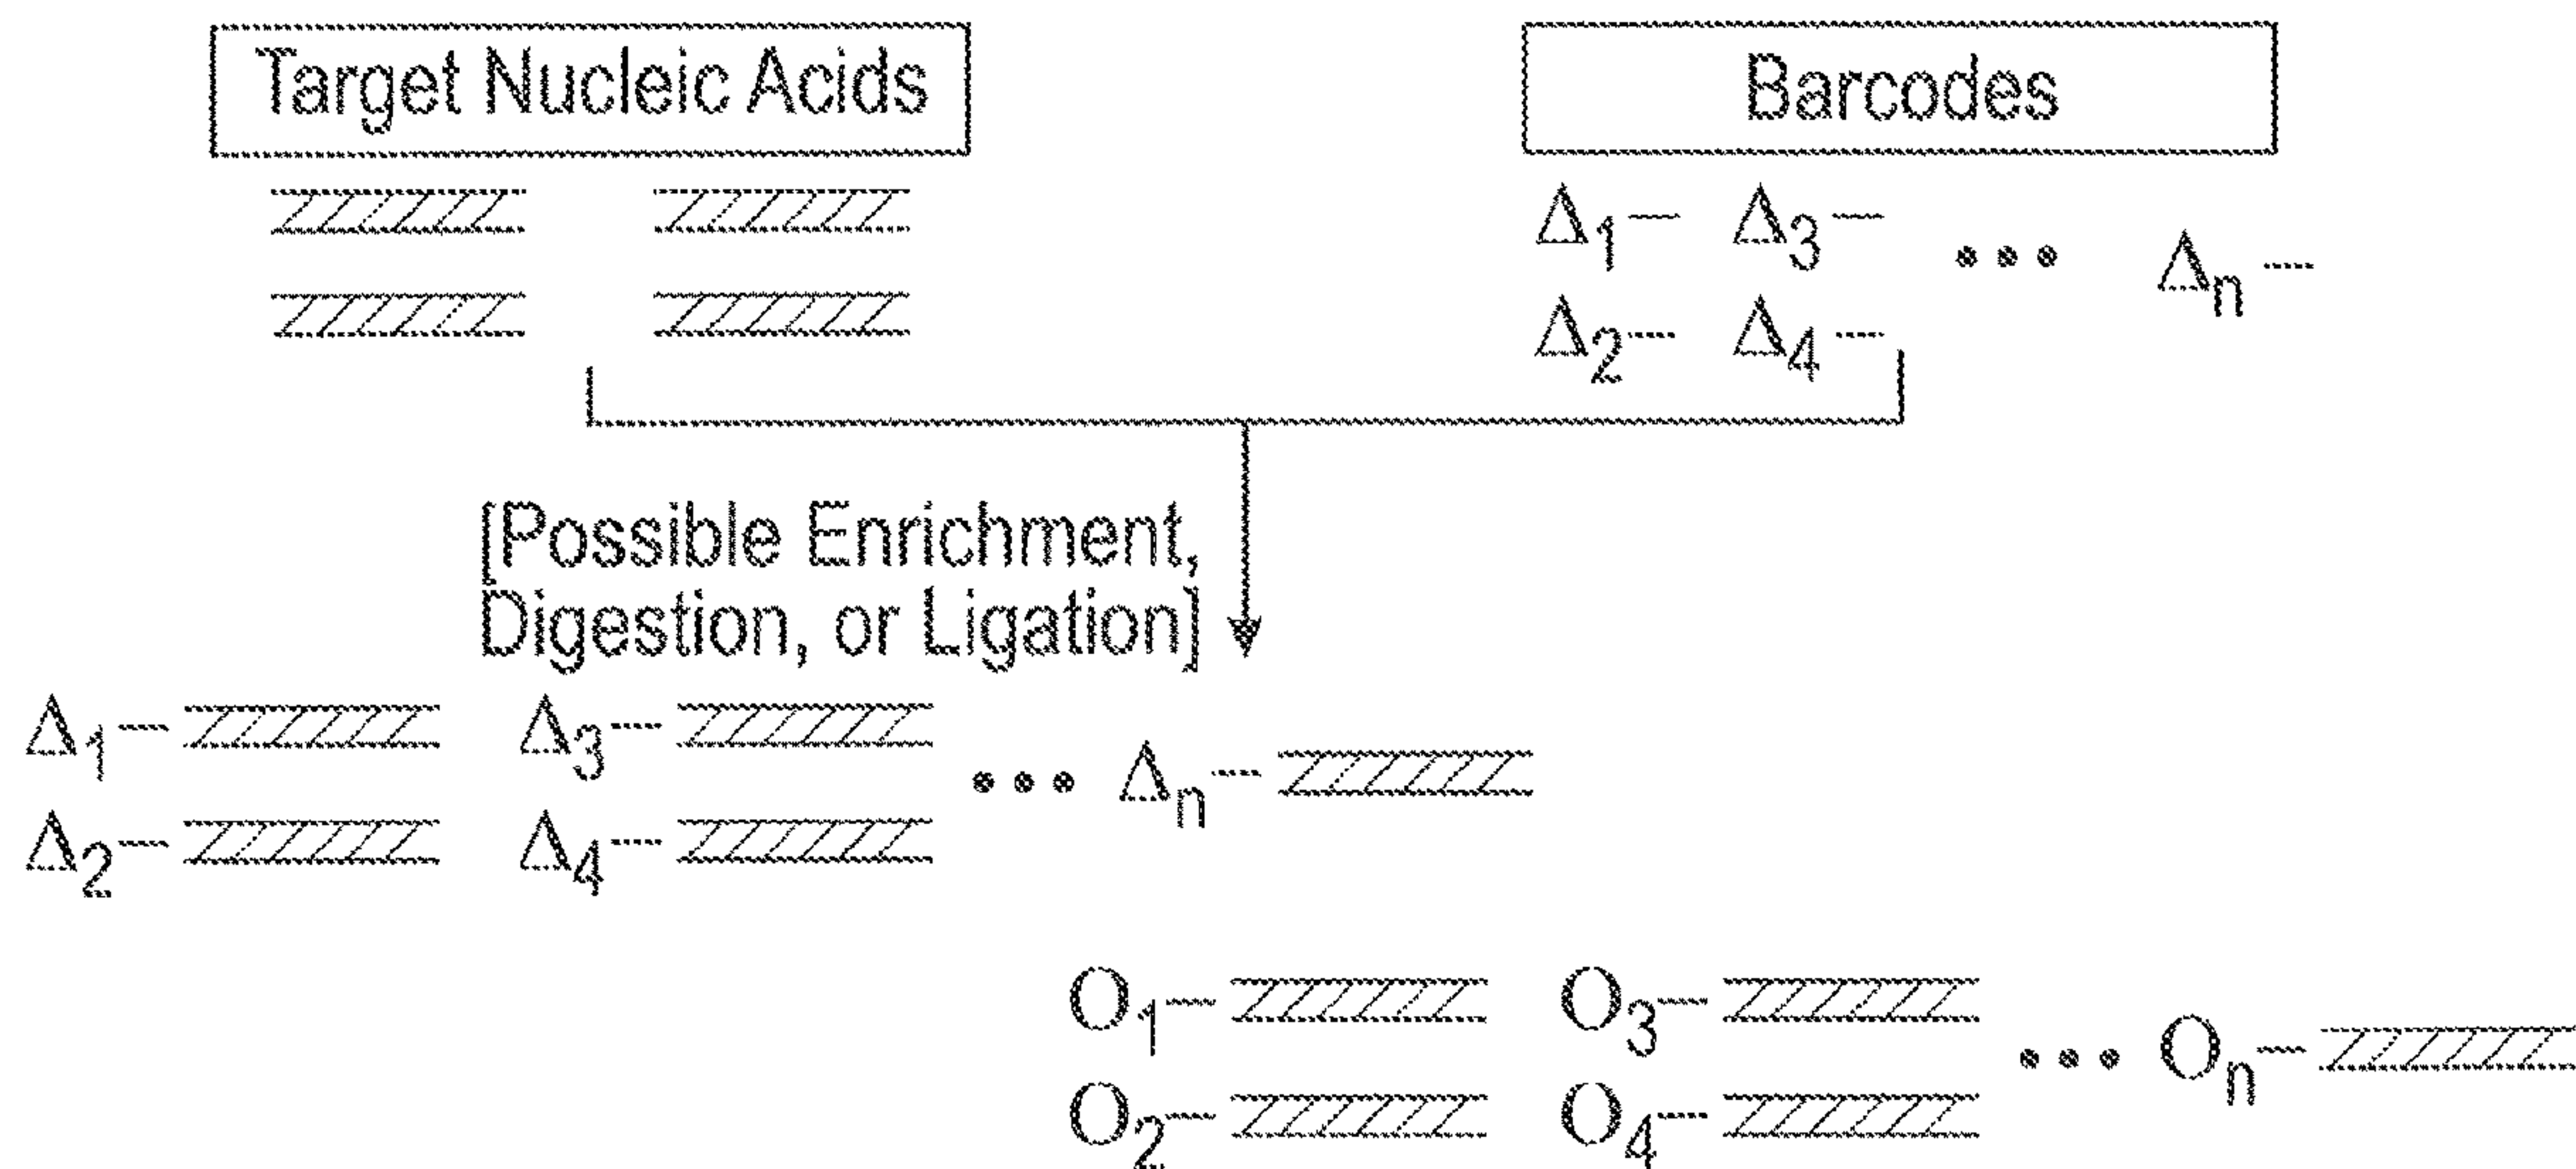 Target Nucleic Acids
Barcodes
Δ1– Δ3– ••• Δn–
Δ2– Δ4–
[Possible Enrichment,
Digestion, or Ligation]
Δ1– Δ3– ••• Δn–
Δ2– Δ4–
O1– O3– ••• On–
O2– O4–